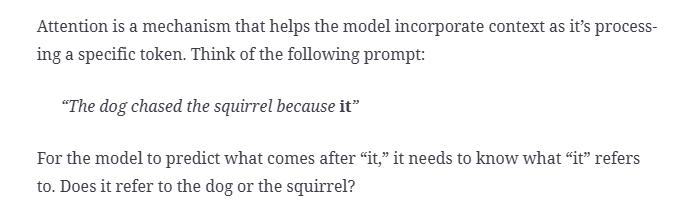 Attention is a mechanism that helps the model incorporate context as it’s process-
ing a specific token. Think of the following prompt:
“The dog chased the squirrel because it”
For the model to predict what comes after “it,” it needs to know what “it” refers
to. Does it refer to the dog or the squirrel?